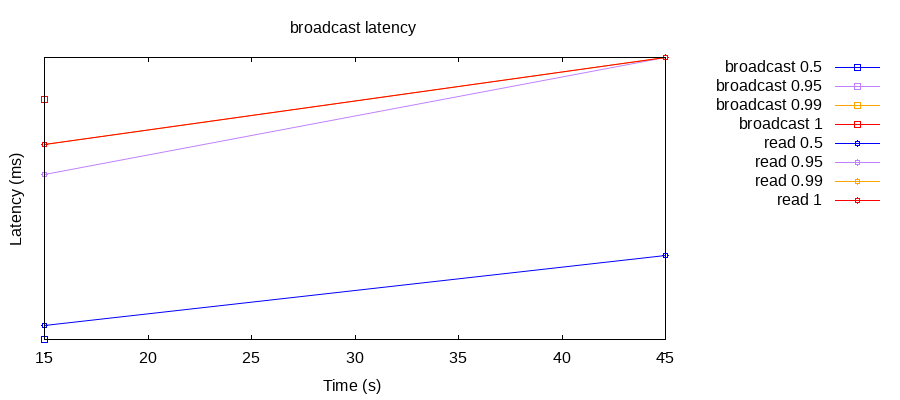 broadcast latency
Latency (ms)
broadcast 0.5
broadcast 0.95
broadcast 0.99
broadcast 1
read 0.5
read 0.95
read 0.99
read 1
15 20 25 30 35 40 45
Time (s)